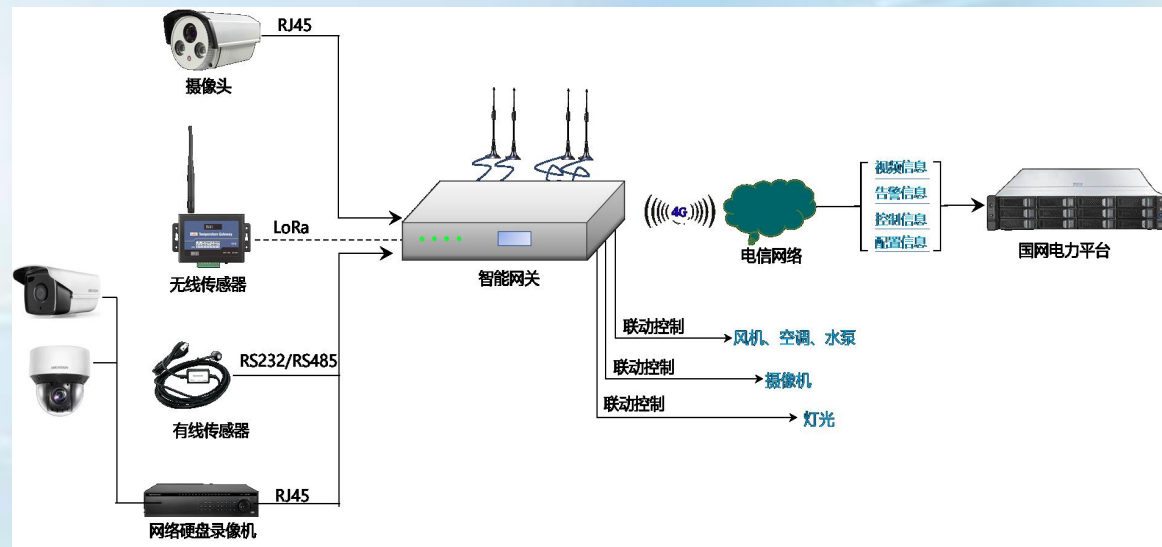 RJ45
摄像头
LoRa
无线传感器
RS232/RS485
有线传感器
RJ45
网络硬盘录像机
智能网关
4G
电信网络
视频信息
告警信息
控制信息
配置信息
国网电力平台
联动控制
风机、空调、水泵
联动控制
摄像机
联动控制
灯光
Temperature Gateway